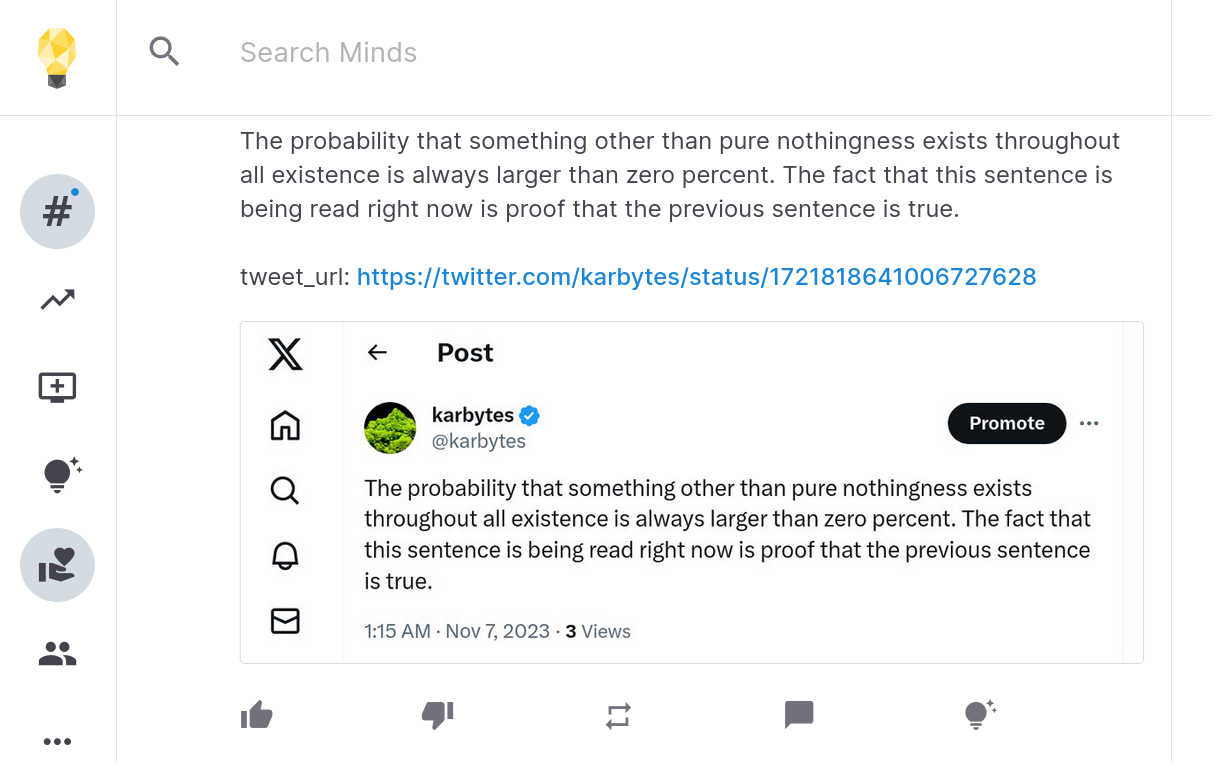 Search Minds
The probability that something other than pure nothingness exists throughout
all existence is always larger than zero percent. The fact that this sentence is
being read right now is proof that the previous sentence is true.
tweet_url: https://twitter.com/karbytes/status/1721818641006727628
Post
karbytes
@karbytes
Promote
The probability that something other than pure nothingness exists
throughout all existence is always larger than zero percent. The fact that
this sentence is being read right now is proof that the previous sentence
is true.
1:15 AM · Nov 7, 2023 · 3 Views